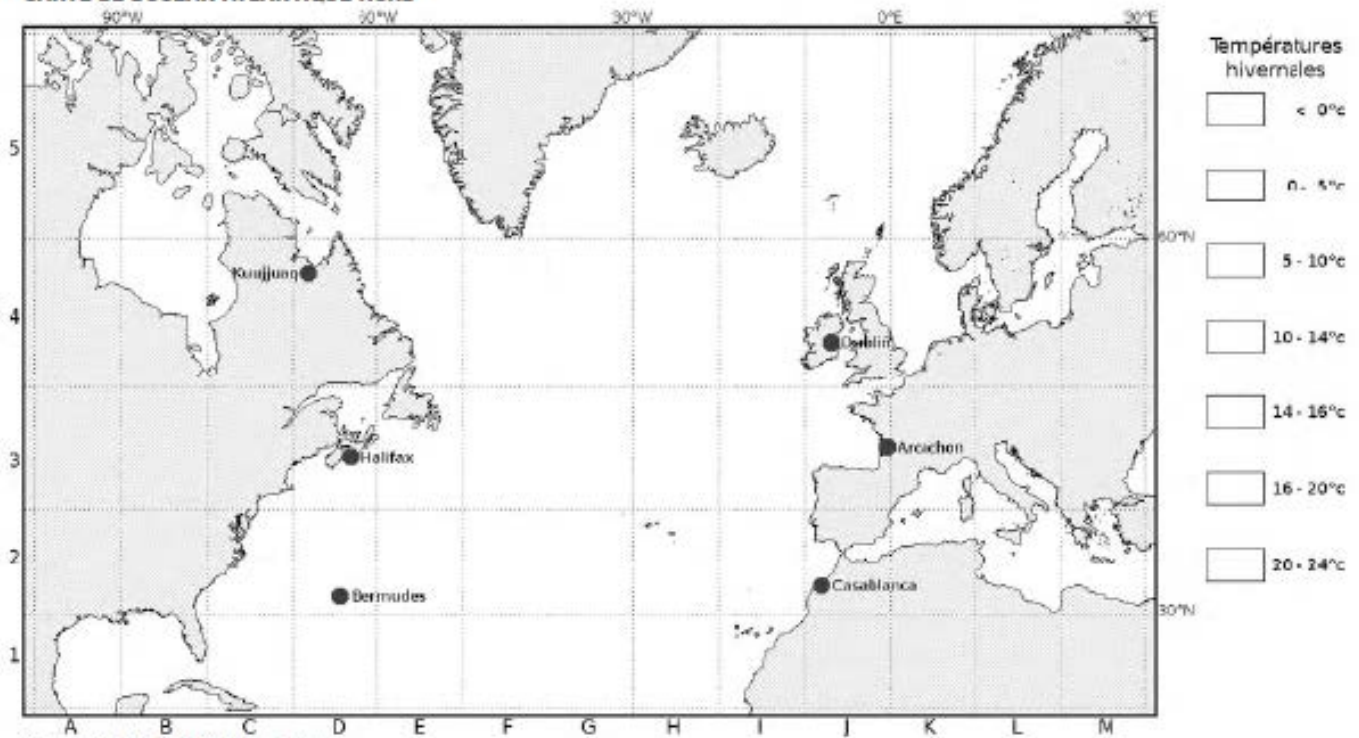 90°W 60°W 30°W 0°E 30°E
Températures
hivernales
< 0°c
5
0 - 5°c
60°N
5 - 10°c
Kuujjuaq
4
10 - 14°c
Dublin
14 - 16°c
Arcachon
3
Halifax
16 - 20°c
2
20 - 24°c
Casablanca
Bermudes
30°N
1
A B C D E F G H I J K L M